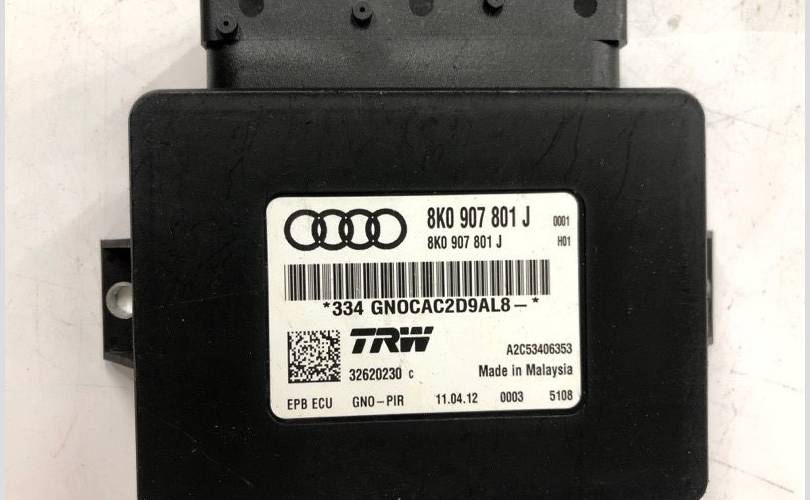 8K0 907 801 J 0001
8K0 907 801 J H01
*334 GNOCAC2D9AL8-*
TRW A2C53406353
32620230 C Made in Malaysia
EPB ECU GNO-PIR 11.04.12 0003 5108